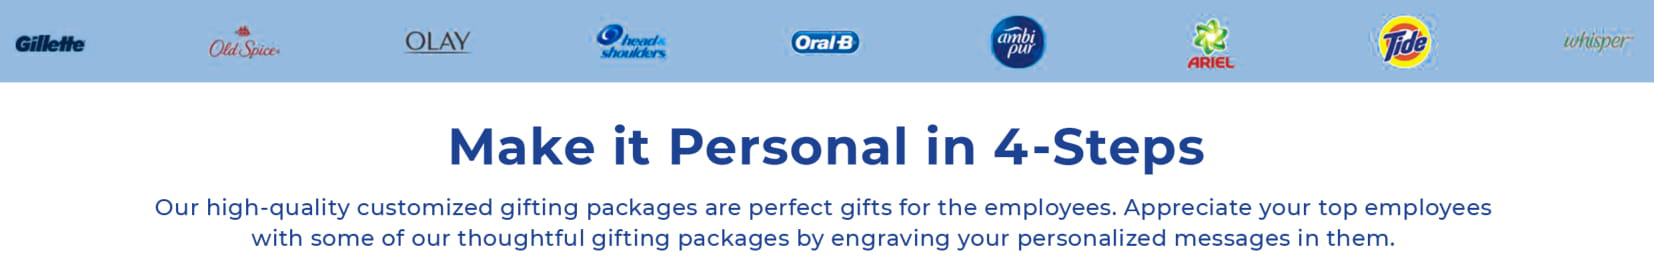 Gillette Old Spice OLAY head& shoulders Oral-B ambi pur ARIEL Tide whisper
Make it Personal in 4-Steps
Our high-quality customized gifting packages are perfect gifts for the employees. Appreciate your top employees
with some of our thoughtful gifting packages by engraving your personalized messages in them.